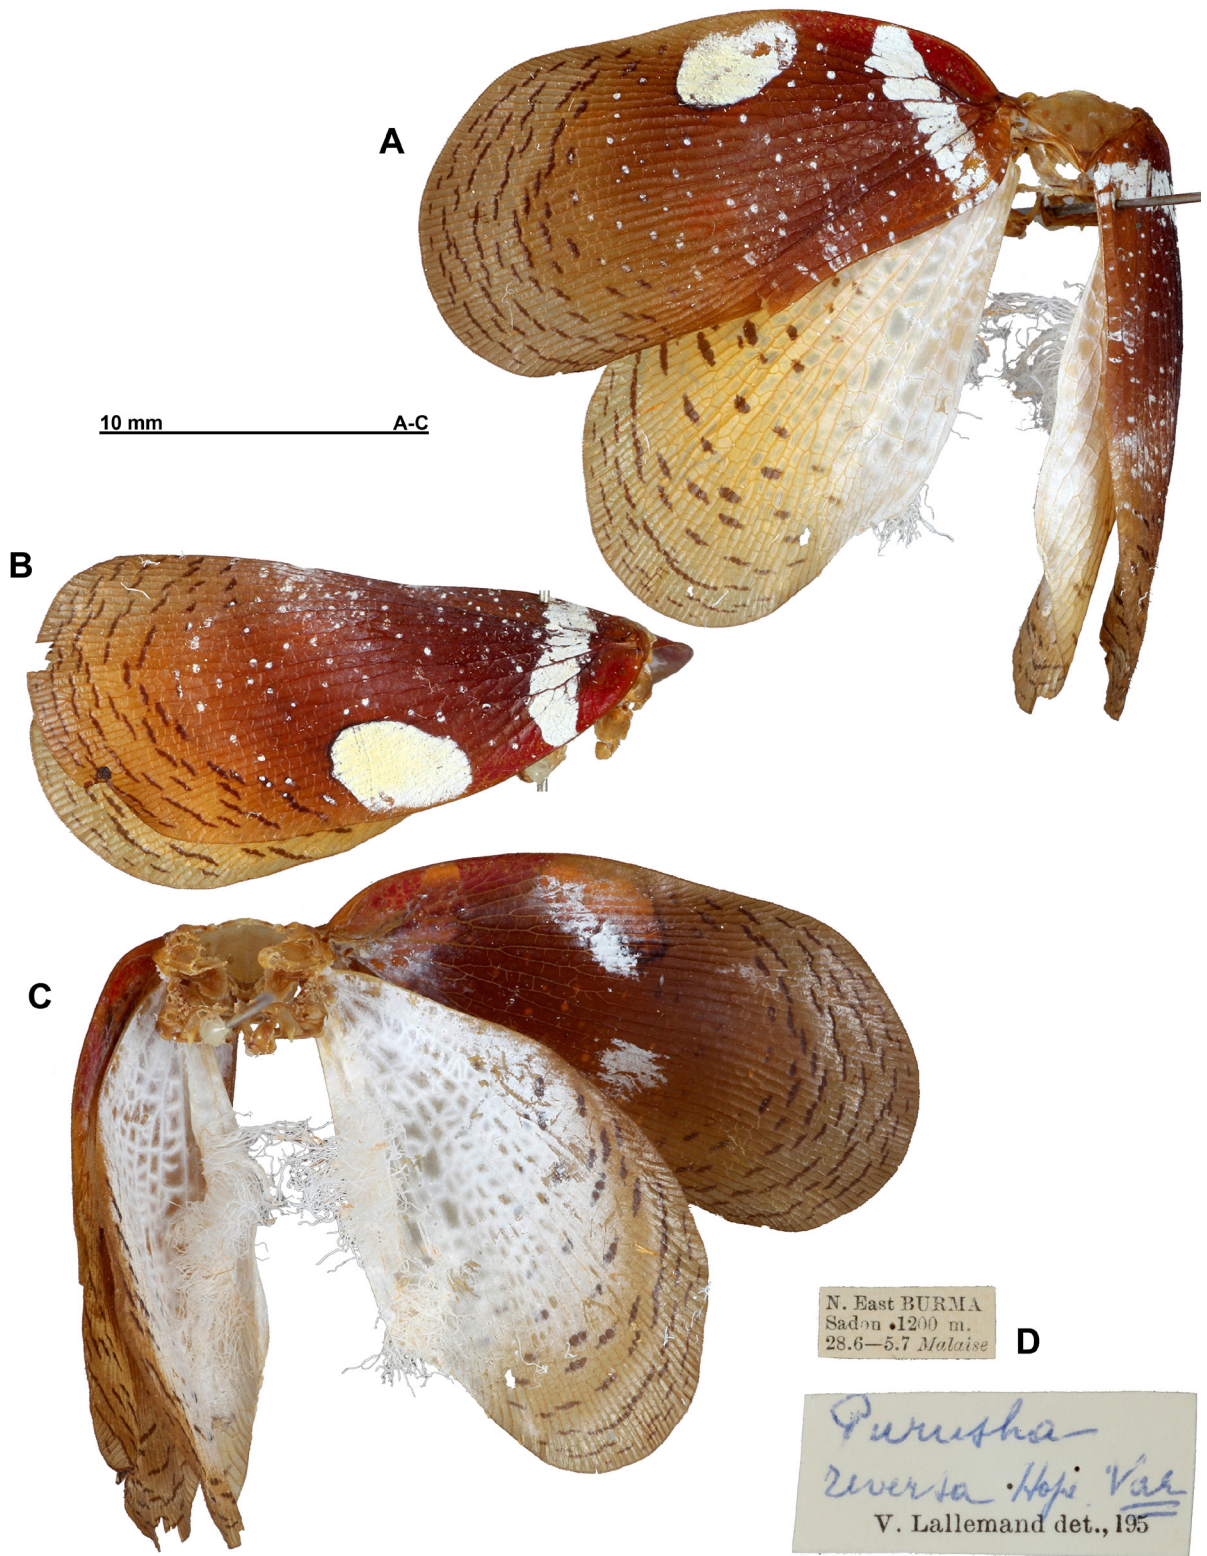 A
10 mm A-C
B
C
N. East BURMA
Sadon 1200 m.
28.6—5.7 Malaise
D
Purusha
reversa Hope Var
V. Lallemand det., 195